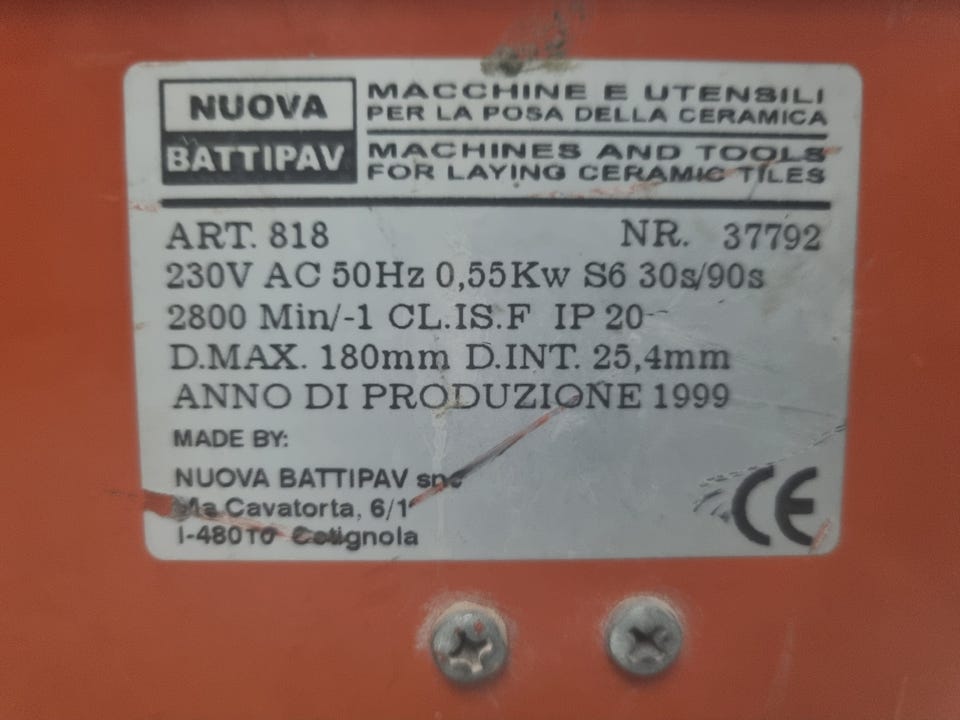 NUOVA
BATTIPAV
MACCHINE E UTENSILI
PER LA POSA DELLA CERAMICA
MACHINES AND TOOLS
FOR LAYING CERAMIC TILES
ART. 818 NR. 37792
230V AC 50Hz 0,55Kw S6 30s/90s
2800 Min/-1 CL.IS.F IP 20
D.MAX. 180mm D.INT. 25,4mm
ANNO DI PRODUZIONE 1999
MADE BY:
NUOVA BATTIPAV snc
Via Cavatorta, 6/1
I-48010 Cotignola
CE